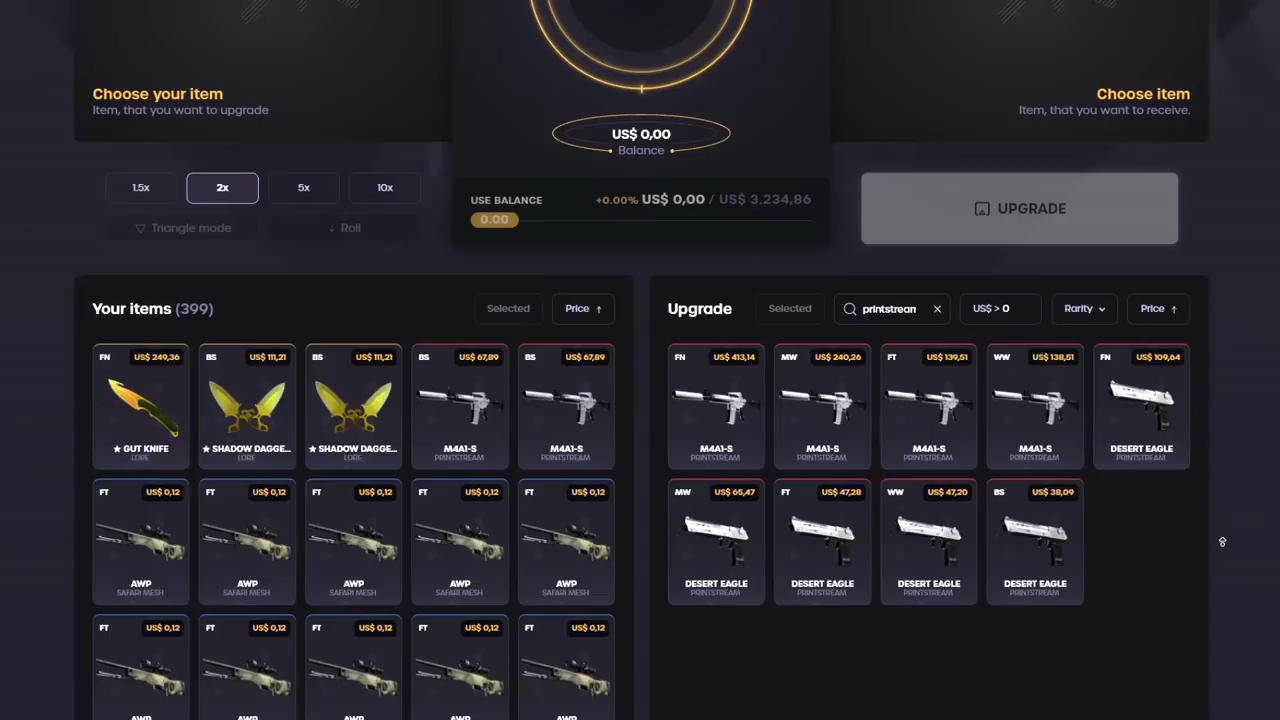 Choose your item
Item, that you want to upgrade
Choose item
Item, that you want to receive.
US$ 0,00
Balance
1.5x
2x
5x
10x
▽ Triangle mode
↓ Roll
USE BALANCE
+0.00% US$ 0,00 / US$ 3.234,86
0.00
UPGRADE
Your items (399)
Selected
Price ↑
FN US$ 249,36
★ GUT KNIFE
LORE
BS US$ 111,21
★ SHADOW DAGGE...
LORE
BS US$ 111,21
★ SHADOW DAGGE...
LORE
BS US$ 67,89
M4A1-S
PRINTSTREAM
BS US$ 67,89
M4A1-S
PRINTSTREAM
FT US$ 0,12
AWP
SAFARI MESH
FT US$ 0,12
AWP
SAFARI MESH
FT US$ 0,12
AWP
SAFARI MESH
FT US$ 0,12
AWP
SAFARI MESH
FT US$ 0,12
AWP
SAFARI MESH
FT US$ 0,12
AWP
FT US$ 0,12
AWP
FT US$ 0,12
AWP
FT US$ 0,12
AWP
FT US$ 0,12
AWP
Upgrade
Selected
printstream
US$ > 0
Rarity
Price ↑
FN US$ 413,14
M4A1-S
PRINTSTREAM
MW US$ 240,26
M4A1-S
PRINTSTREAM
FT US$ 139,51
M4A1-S
PRINTSTREAM
WW US$ 138,51
M4A1-S
PRINTSTREAM
FN US$ 109,64
DESERT EAGLE
PRINTSTREAM
MW US$ 65,47
DESERT EAGLE
PRINTSTREAM
FT US$ 47,28
DESERT EAGLE
PRINTSTREAM
WW US$ 47,20
DESERT EAGLE
PRINTSTREAM
BS US$ 38,09
DESERT EAGLE
PRINTSTREAM